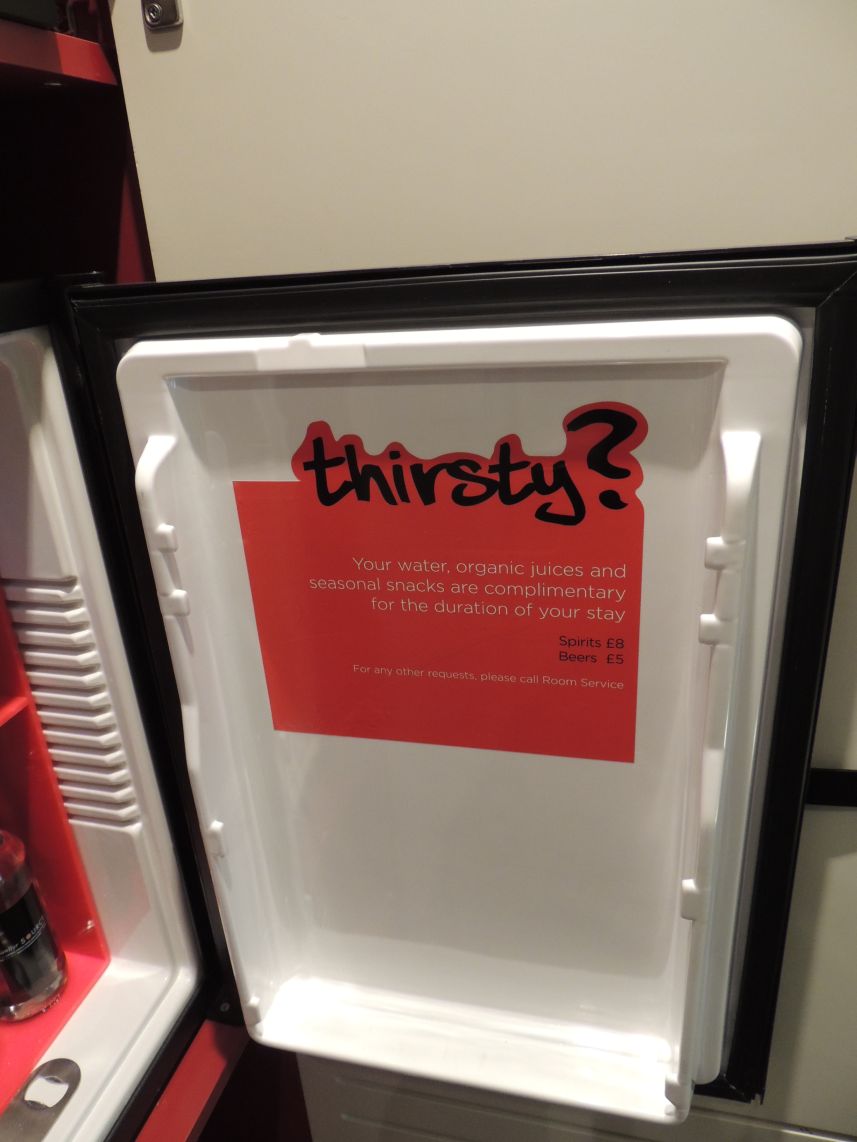 thirsty?
Your water, organic juices and
seasonal snacks are complimentary
for the duration of your stay
Spirits £8
Beers £5
For any other requests, please call Room Service